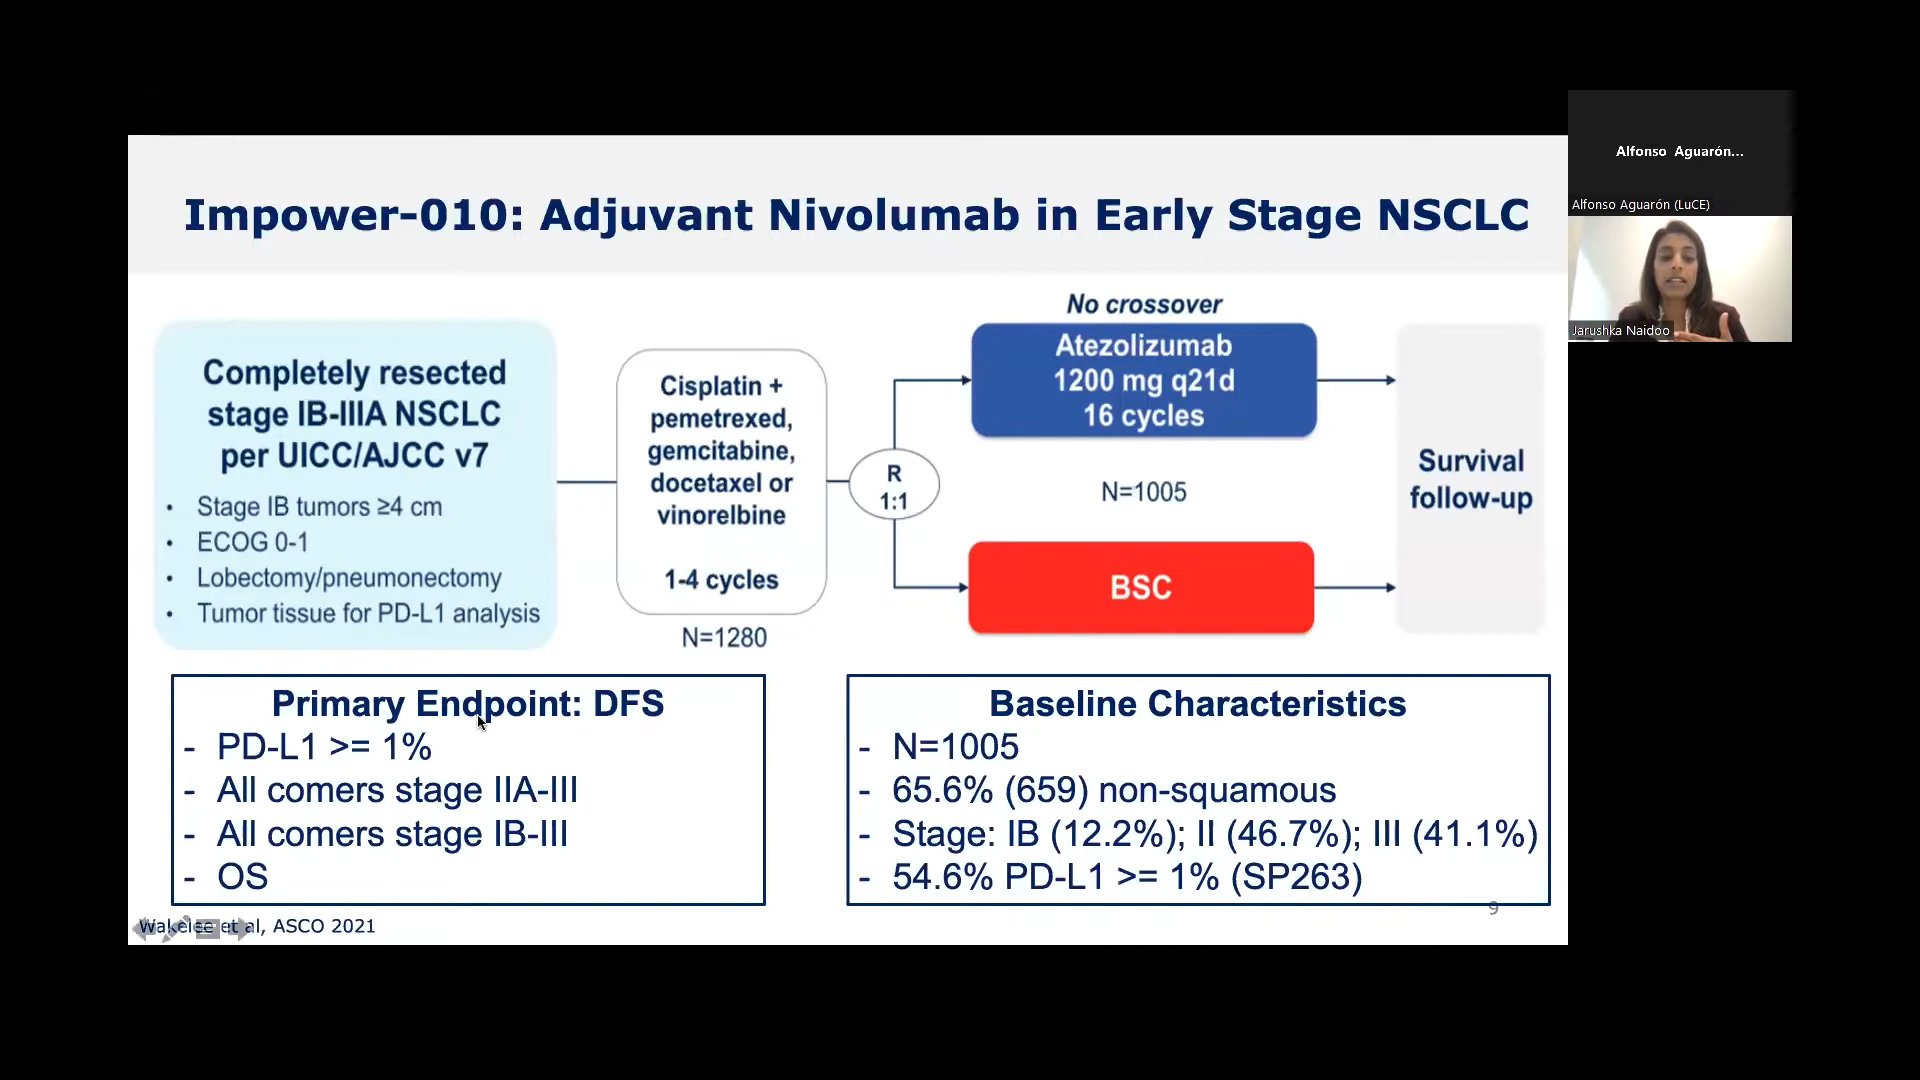 Impower-010: Adjuvant Nivolumab in Early Stage NSCLC
Completely resected
stage IB-IIIA NSCLC
per UICC/AJCC v7
• Stage IB tumors ≥4 cm
• ECOG 0-1
• Lobectomy/pneumonectomy
• Tumor tissue for PD-L1 analysis
Cisplatin +
pemetrexed,
gemcitabine,
docetaxel or
vinorelbine
1-4 cycles
N=1280
R
1:1
No crossover
Atezolizumab
1200 mg q21d
16 cycles
N=1005
BSC
Survival
follow-up
Primary Endpoint: DFS
- PD-L1 >= 1%
- All comers stage IIA-III
- All comers stage IB-III
- OS
Baseline Characteristics
- N=1005
- 65.6% (659) non-squamous
- Stage: IB (12.2%); II (46.7%); III (41.1%)
- 54.6% PD-L1 >= 1% (SP263)
Wakelee et al, ASCO 2021
9
Alfonso Aguarón...
Alfonso Aguarón (LuCE)
Jarushka Naidoo